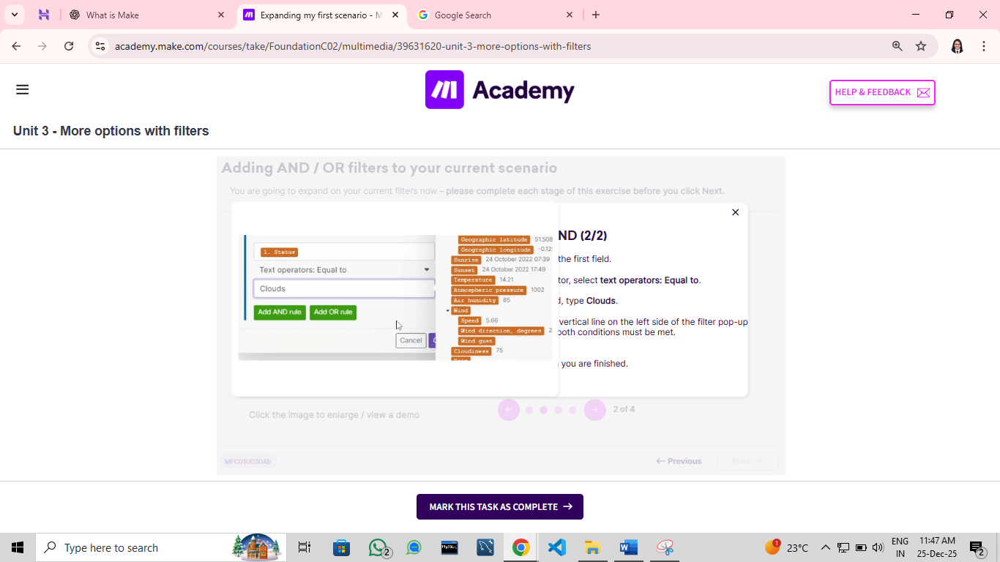 What is Make
Expanding my first scenario - M
Google Search
academy.make.com/courses/take/FoundationC02/multimedia/39631620-unit-3-more-options-with-filters
Academy
HELP & FEEDBACK
Unit 3 - More options with filters
Adding AND / OR filters to your current scenario
You are going to expand on your current filters now – please complete each stage of this exercise before you click Next.
1. Status
Text operators: Equal to
Clouds
Add AND rule
Add OR rule
Cancel
Geographic latitude 51.508
Geographic longitude -0.12
Sunrise 24 October 2022 07:39
Sunset 24 October 2022 17:49
Temperature 14.21
Atmospheric pressure 1002
Air humidity 85
Wind
Speed 5.66
Wind direction, degrees 2
Wind gust
Cloudiness 75
ND (2/2)
the first field.
tor, select text operators: Equal to.
d, type Clouds.
vertical line on the left side of the filter pop-up
ooth conditions must be met.
you are finished.
Click the image to enlarge / view a demo
2 of 4
MFC01U0304b
Previous
Next
MARK THIS TASK AS COMPLETE
Type here to search
2
MySQL
1
23°C
ENG
IN
11:47 AM
25-Dec-25
2